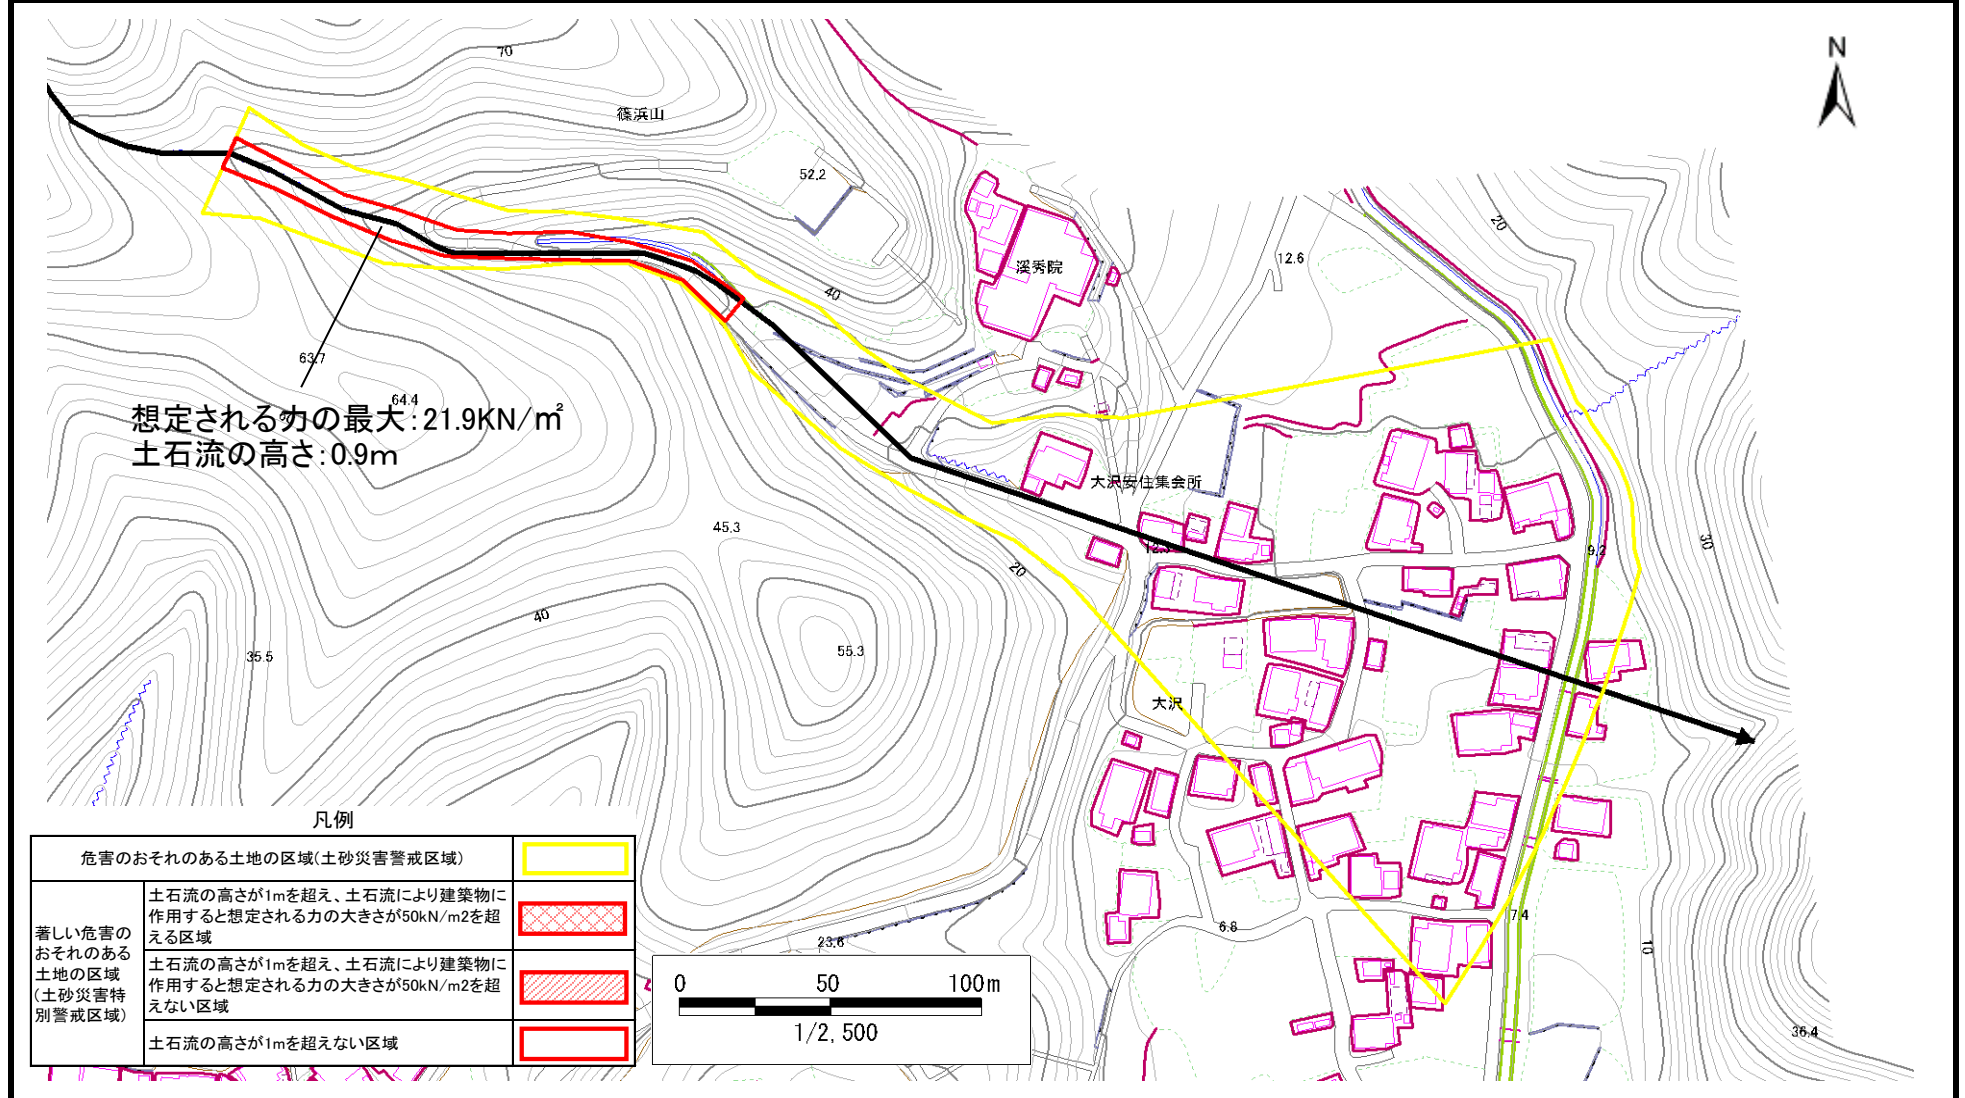 N
70
篠浜山
52.2
20
12.6
渓秀院
40
63.7
64.4
想定される力の最大:21.9KN/㎡
土石流の高さ:0.9m
大沢安住集会所
45.3
12.3
9.2
30
20
40
35.5
55.3
大沢
凡例
危害のおそれのある土地の区域(土砂災害警戒区域)
著しい危害の
おそれのある
土地の区域
(土砂災害特
別警戒区域)
土石流の高さが1mを超え、土石流により建築物に
作用すると想定される力の大きさが50kN/m2を超
える区域
土石流の高さが1mを超え、土石流により建築物に
作用すると想定される力の大きさが50kN/m2を超
えない区域
土石流の高さが1mを超えない区域
7.4
6.8
23.6
10
0 50 100m
1/2,500
36.4